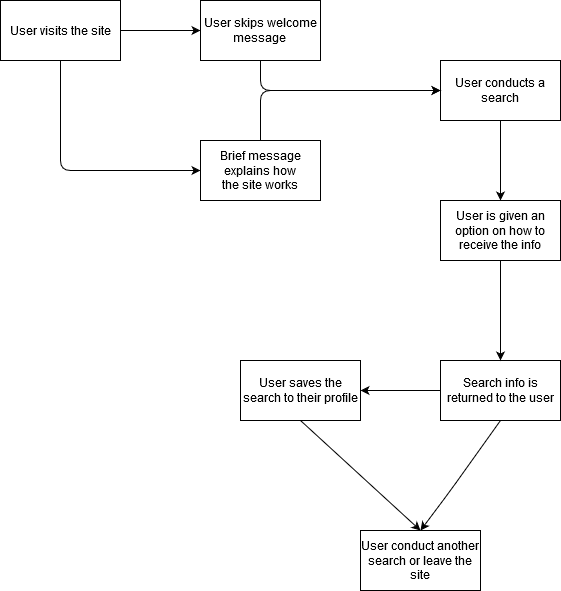 User visits the site
User skips welcome
message
User conducts a
search
Brief message
explains how
the site works
User is given an
option on how to
receive the info
User saves the
search to their profile
Search info is
returned to the user
User conduct another
search or leave the
site